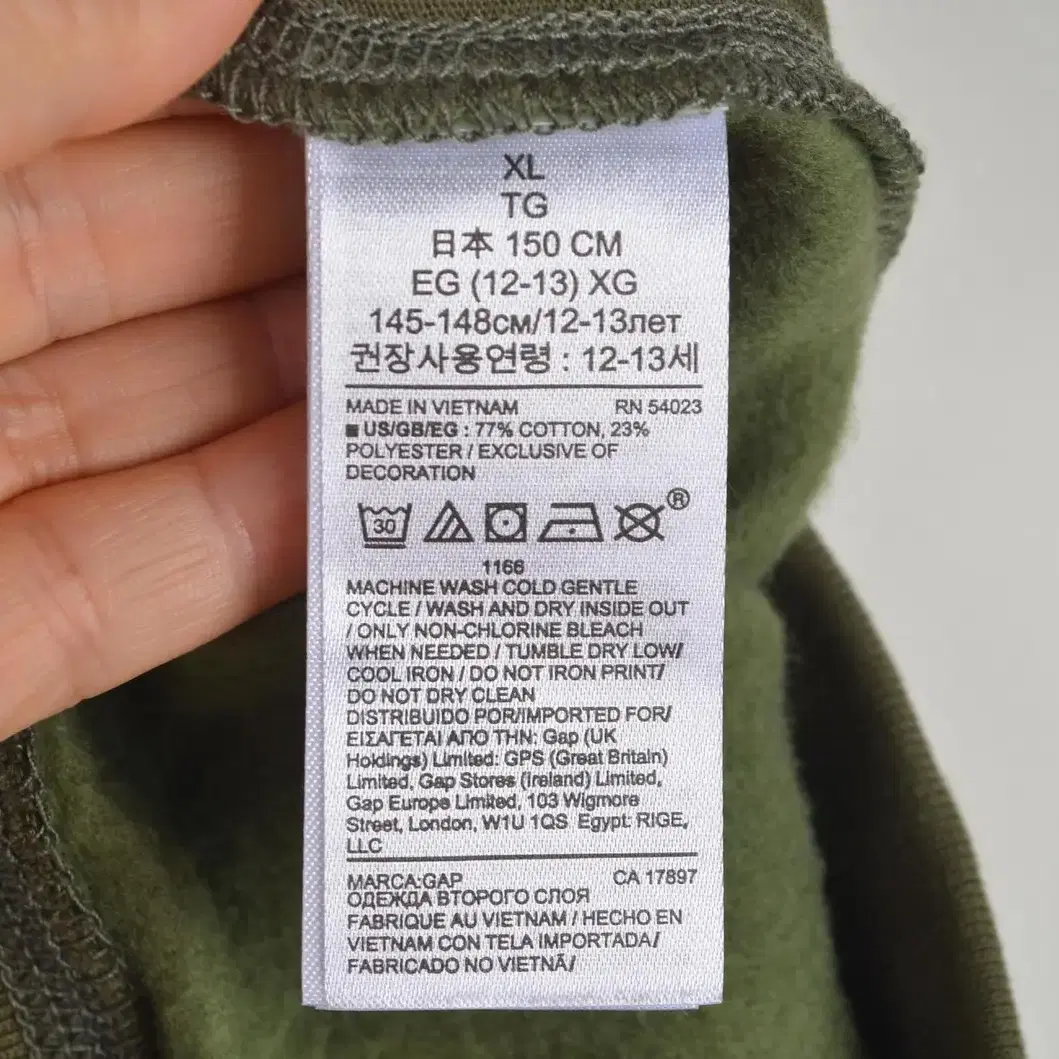 XL
TG
日本 150 CM
EG (12-13) XG
145-148см/12-13лет
권장사용연령 : 12-13세
MADE IN VIETNAM RN 54023
■ US/GB/EG : 77% COTTON, 23%
POLYESTER / EXCLUSIVE OF
DECORATION
30 ®
1166
MACHINE WASH COLD GENTLE
CYCLE / WASH AND DRY INSIDE OUT
/ ONLY NON-CHLORINE BLEACH
WHEN NEEDED / TUMBLE DRY LOW/
COOL IRON / DO NOT IRON PRINT/
DO NOT DRY CLEAN
DISTRIBUIDO POR/IMPORTED FOR/
ΕΙΣΑΓΕΤΑΙ ΑΠΟ ΤΗΝ: Gap (UK
Holdings) Limited: GPS (Great Britain)
Limited, Gap Stores (Ireland) Limited,
Gap Europe Limited, 103 Wigmore
Street, London, W1U 1QS Egypt: RIGE,
LLC
MARCA:GAP CA 17897
ОДЕЖДА ВТОРОГО СЛОЯ
FABRIQUE AU VIETNAM / HECHO EN
VIETNAM CON TELA IMPORTADA/
FABRICADO NO VIETNÃ/